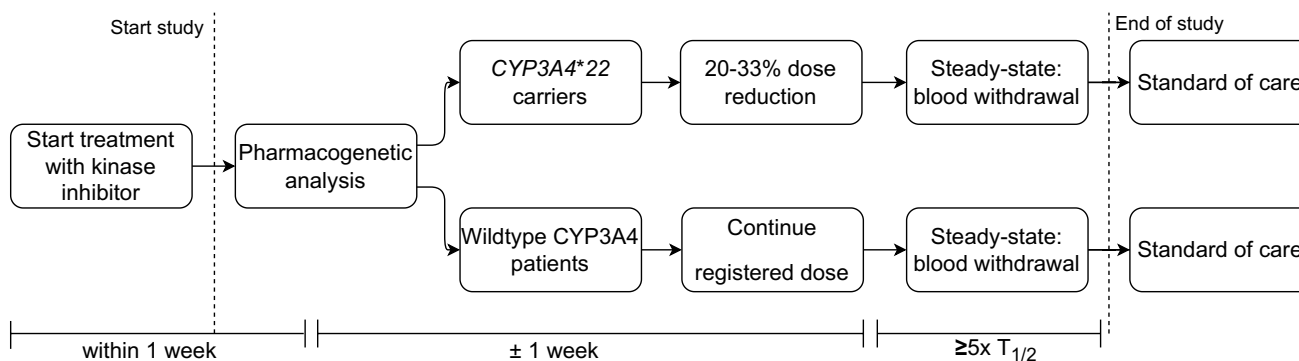 Start study
End of study
Start treatment
with kinase
inhibitor
Pharmacogenetic
analysis
CYP3A4*22
carriers
20-33% dose
reduction
Steady-state:
blood withdrawal
Standard of care
Wildtype CYP3A4
patients
Continue
registered dose
Steady-state:
blood withdrawal
Standard of care
within 1 week
± 1 week
≥5x T1/2